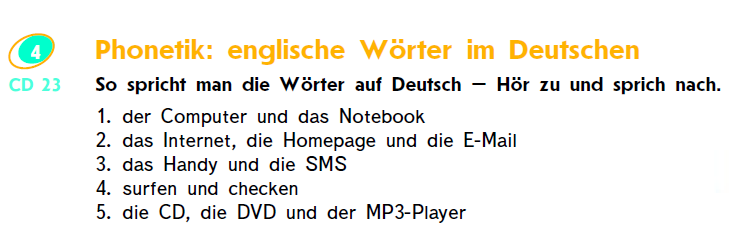 4 Phonetik: englische Wörter im Deutschen
CD 23 So spricht man die Wörter auf Deutsch – Hör zu und sprich nach.
1. der Computer und das Notebook
2. das Internet, die Homepage und die E-Mail
3. das Handy und die SMS
4. surfen und checken
5. die CD, die DVD und der MP3-Player